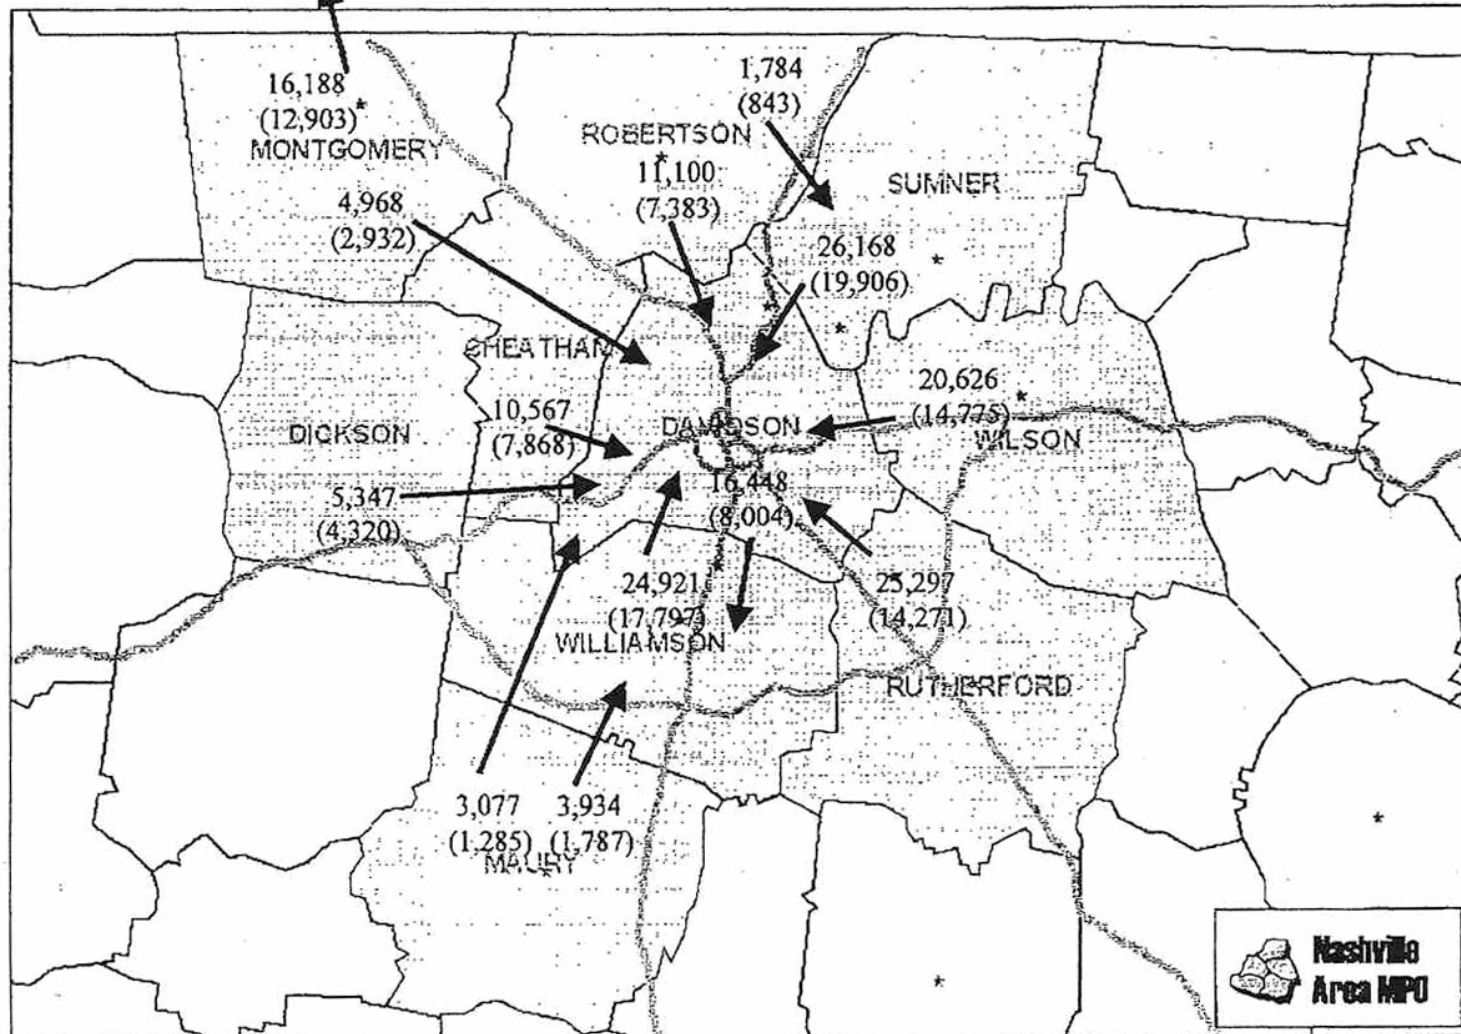 16,188
(12,903)
MONTGOMERY
1,784
(843)
ROBERTSON
11,100
(7,383)
SUMNER
4,968
(2,932)
26,168
(19,906)
CHEATHAM
20,626
(14,775)
WILSON
10,567
(7,868)
DAVIDSON
DICKSON
5,347
(4,320)
16,448
(8,004)
24,921
(17,797)
WILLIAMSON
25,297
(14,271)
RUTHERFORD
3,077
(1,285)
3,934
(1,787)
MAURY
Nashville
Area MPO